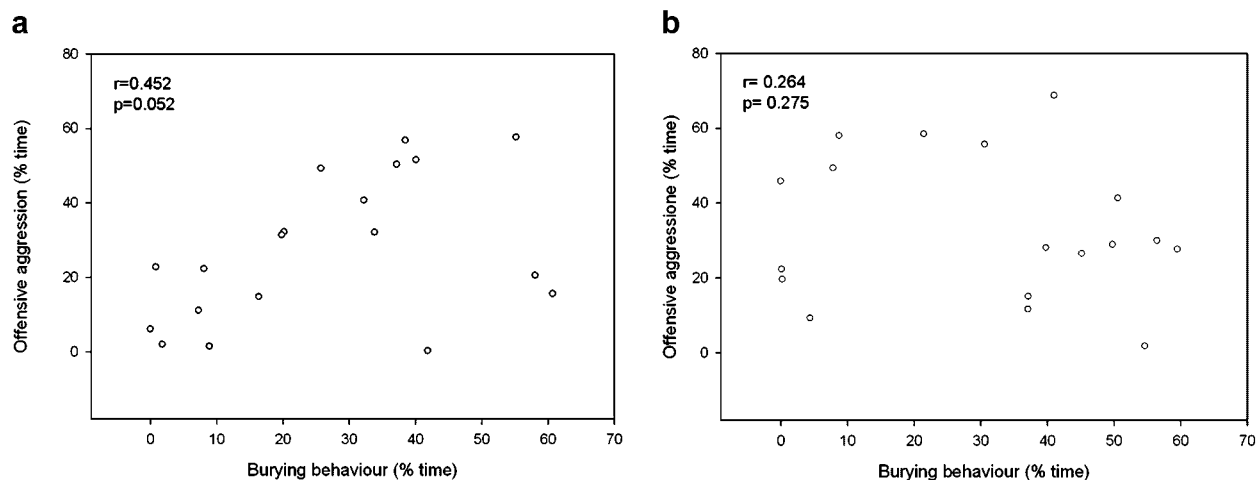 a
r=0.452
p=0.052
Offensive aggression (% time)
80
60
40
20
0
0 10 20 30 40 50 60 70
Burying behaviour (% time)
b
r= 0.264
p= 0.275
Offensive aggressione (% time)
80
60
40
20
0
0 10 20 30 40 50 60 70
Burying behaviour (% time)